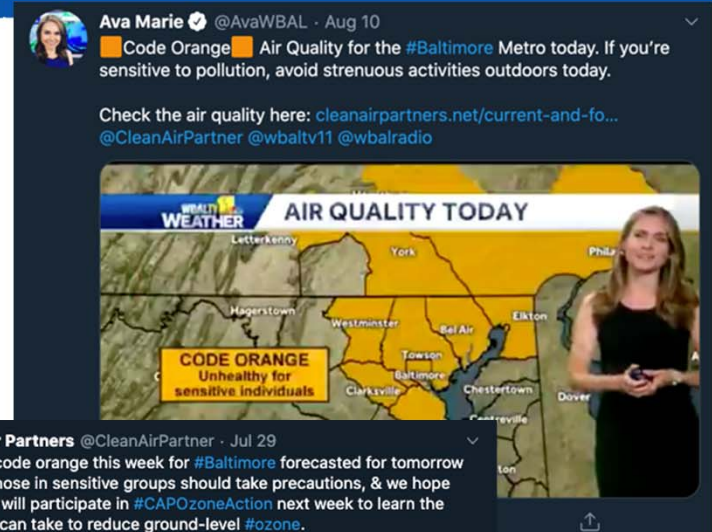 Ava Marie @AvaWBAL · Aug 10
Code Orange Air Quality for the #Baltimore Metro today. If you're
sensitive to pollution, avoid strenuous activities outdoors today.
Check the air quality here: cleanairpartners.net/current-and-fo...
@CleanAirPartner @wbaltv11 @wbalradio
WBALTV 11
WEATHER
AIR QUALITY TODAY
Letterkenny
York
Phila
Hagerstown
Westminster
Bel Air
Elkton
CODE ORANGE
Unhealthy for
sensitive individuals
Towson
Baltimore
Clarksville
Chestertown
Dover
Centreville
ton
Partners @CleanAirPartner · Jul 29
code orange this week for #Baltimore forecasted for tomorrow
hose in sensitive groups should take precautions, & we hope
will participate in #CAPOzoneAction next week to learn the
can take to reduce ground-level #ozone.